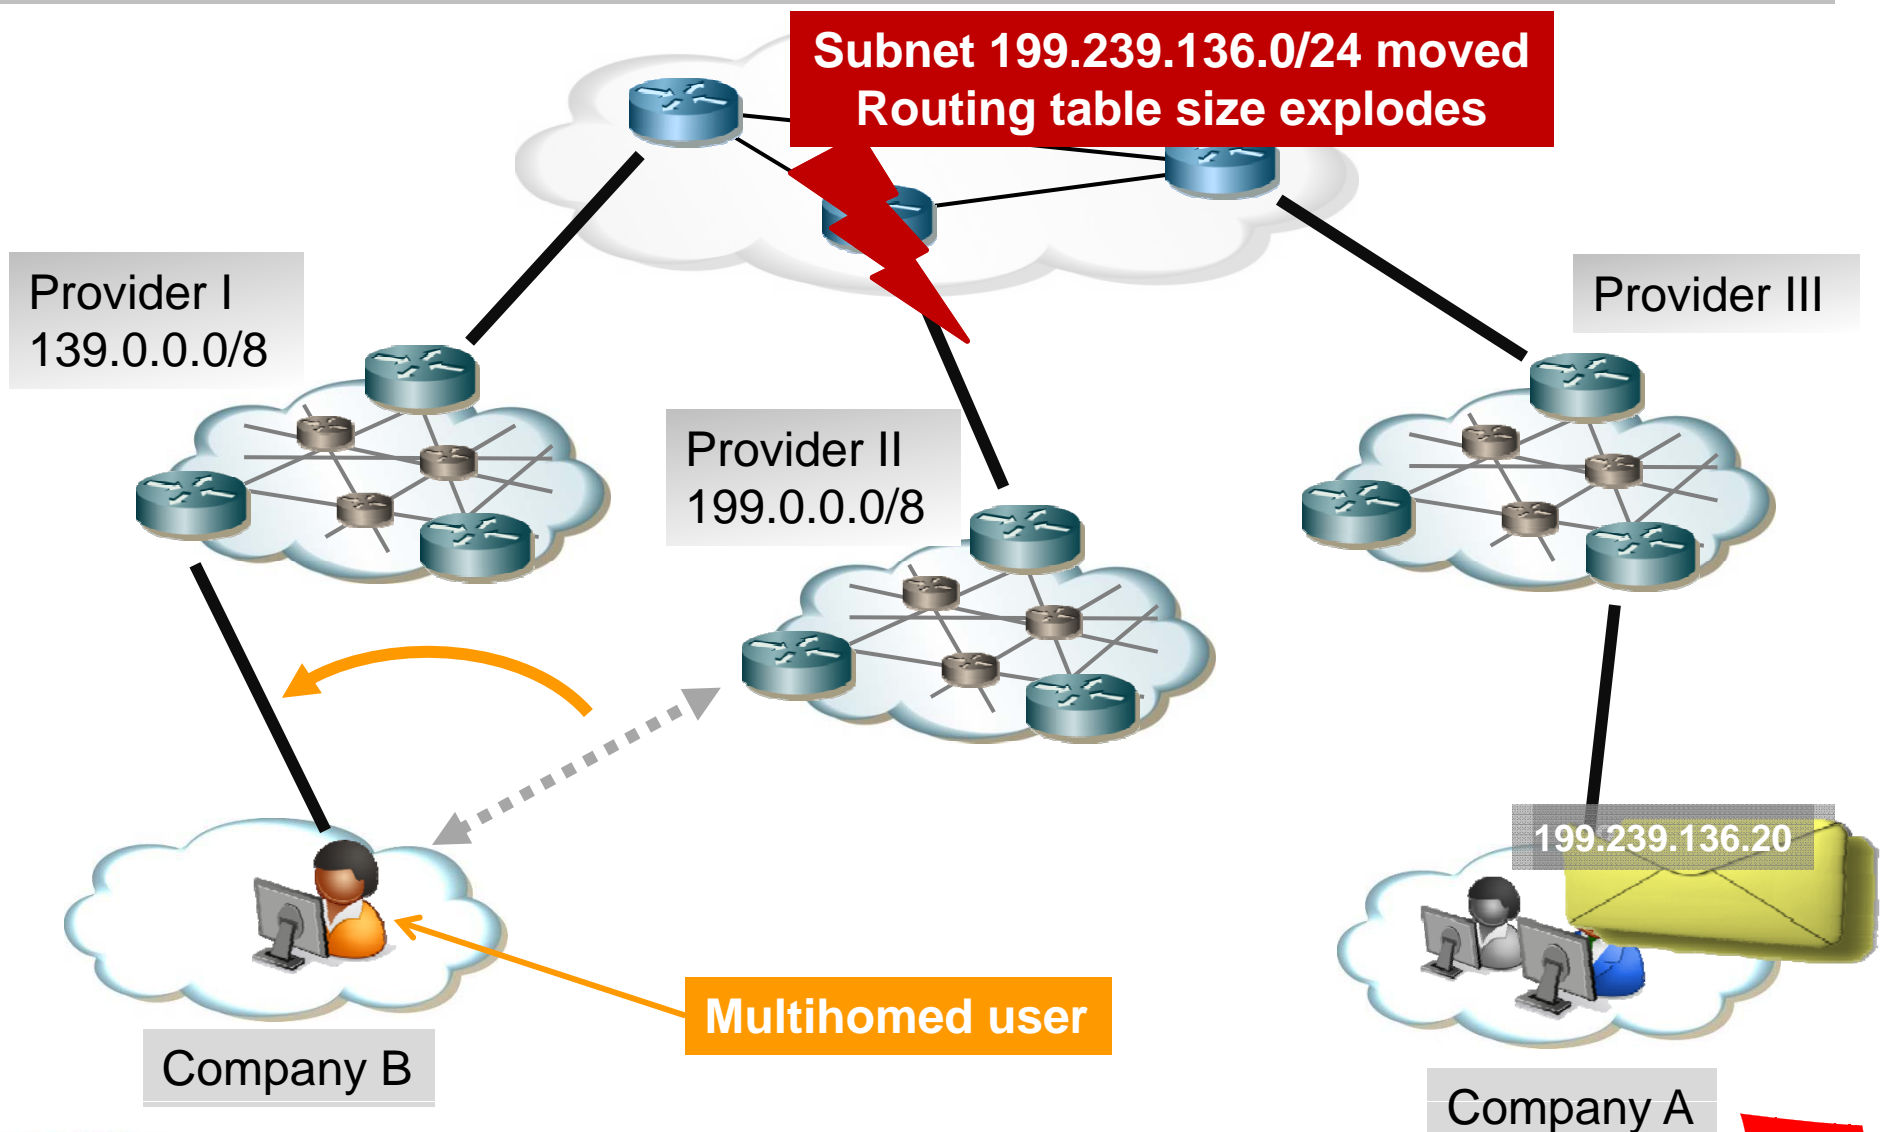 Subnet 199.239.136.0/24 moved
Routing table size explodes
Provider I
139.0.0.0/8
Provider III
Provider II
199.0.0.0/8
199.239.136.20
Multihomed user
Company B
Company A